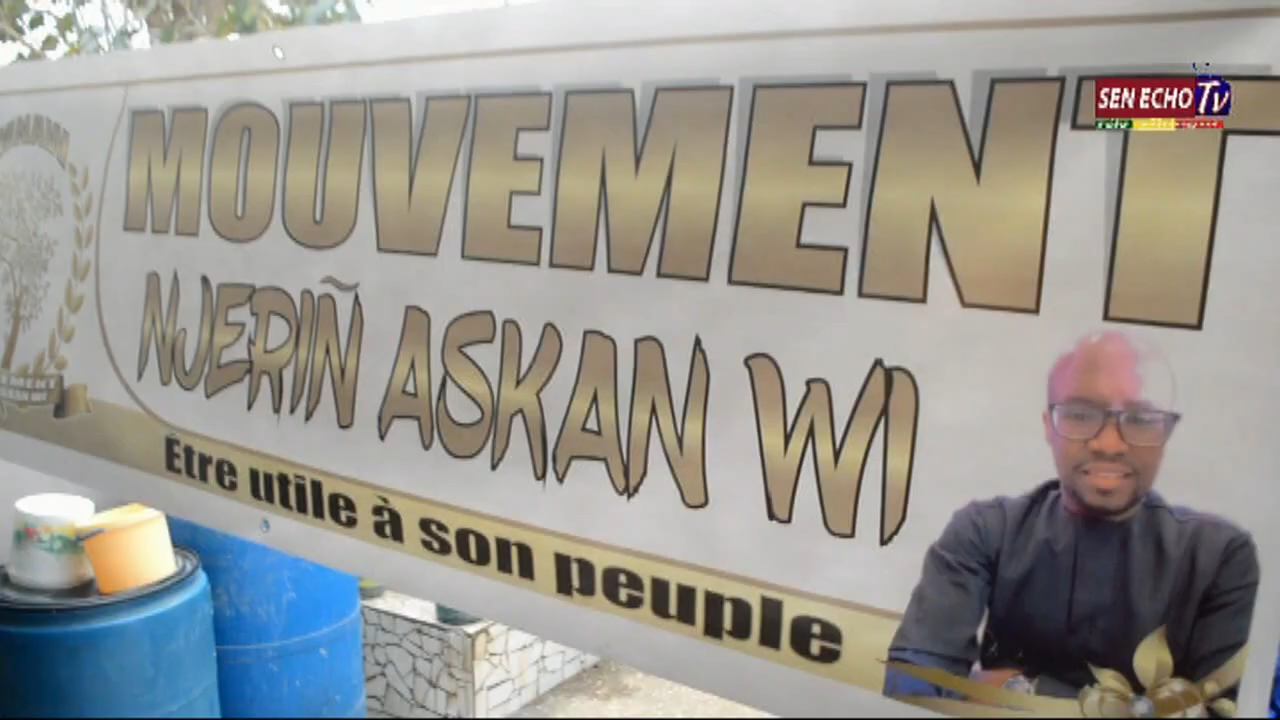 SEN ECHO TV
MOUVEMENT
NJERIÑ ASKAN WI
Être utile à son peuple